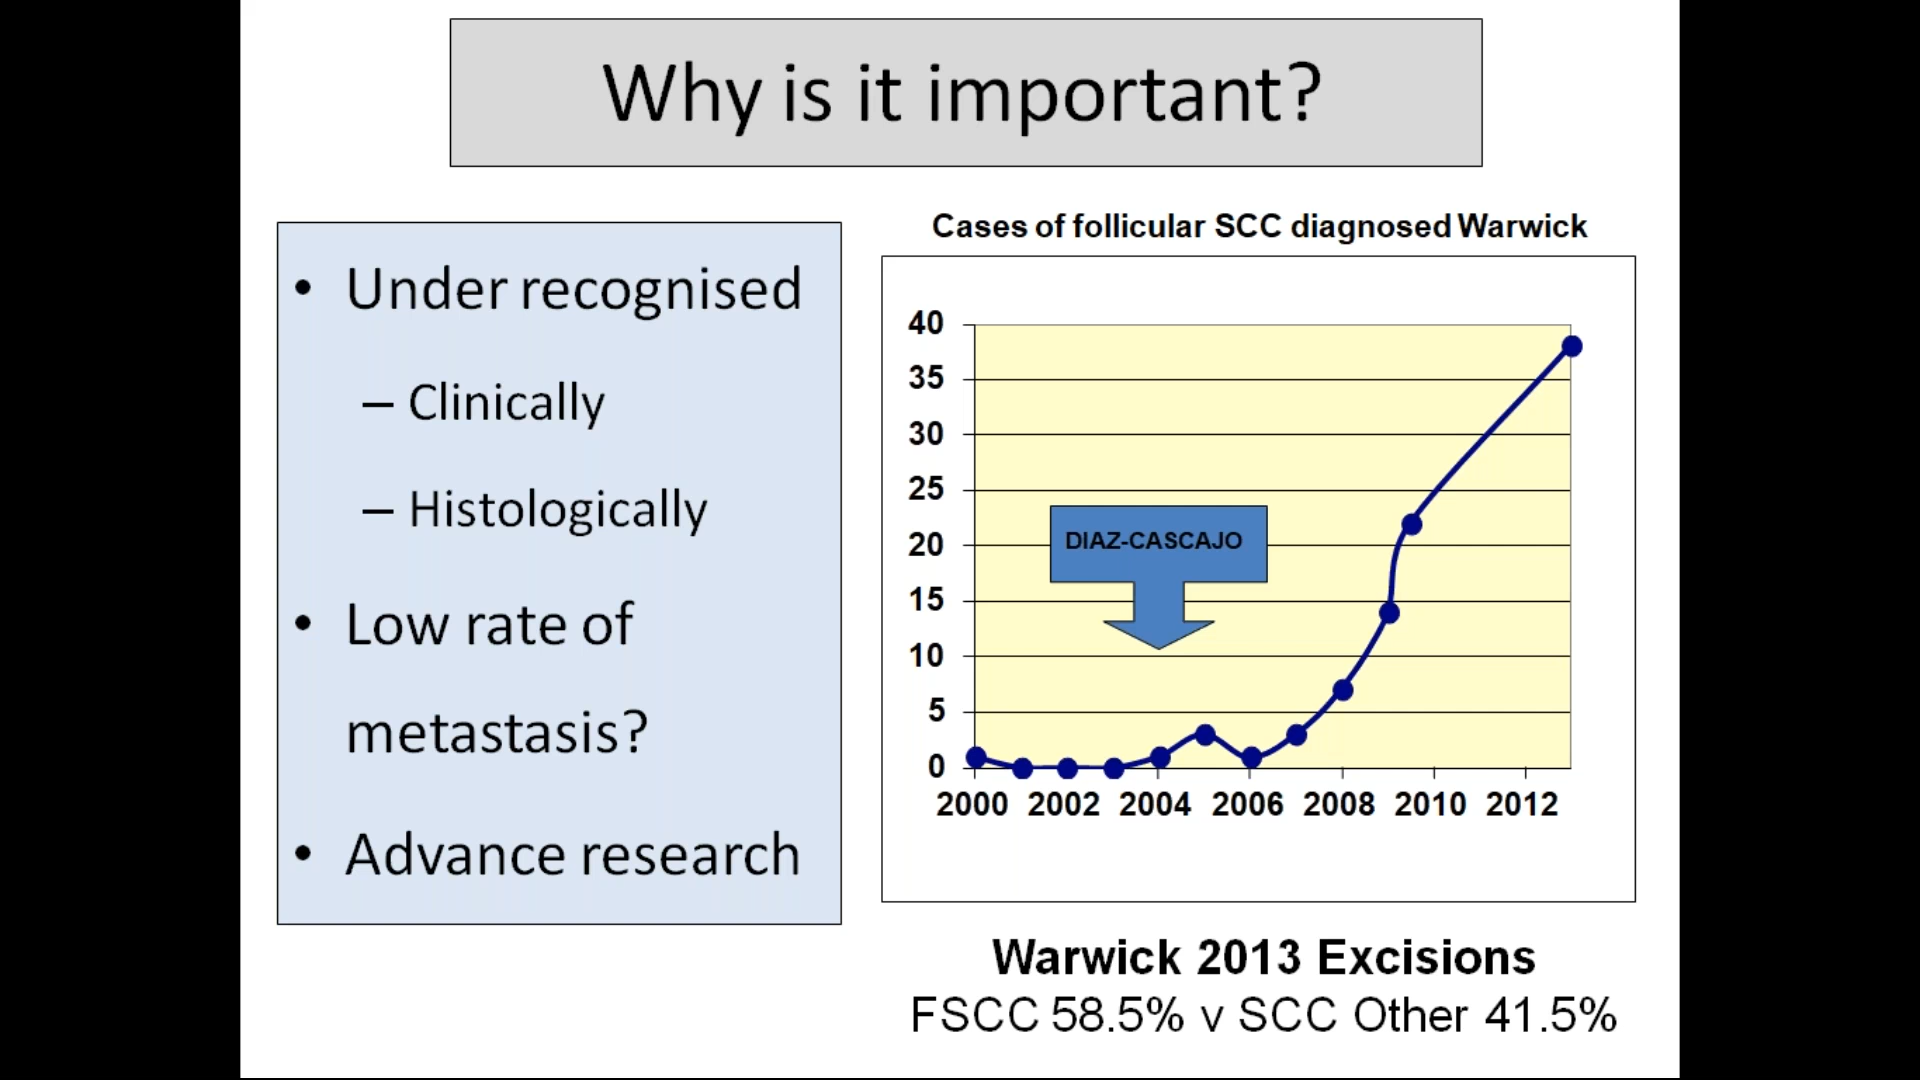 Why is it important?
• Under recognised
– Clinically
– Histologically
• Low rate of
metastasis?
• Advance research
Cases of follicular SCC diagnosed Warwick
40
35
30
25
20
15
10
5
0
DIAZ-CASCAJO
2000 2002 2004 2006 2008 2010 2012
Warwick 2013 Excisions
FSCC 58.5% v SCC Other 41.5%